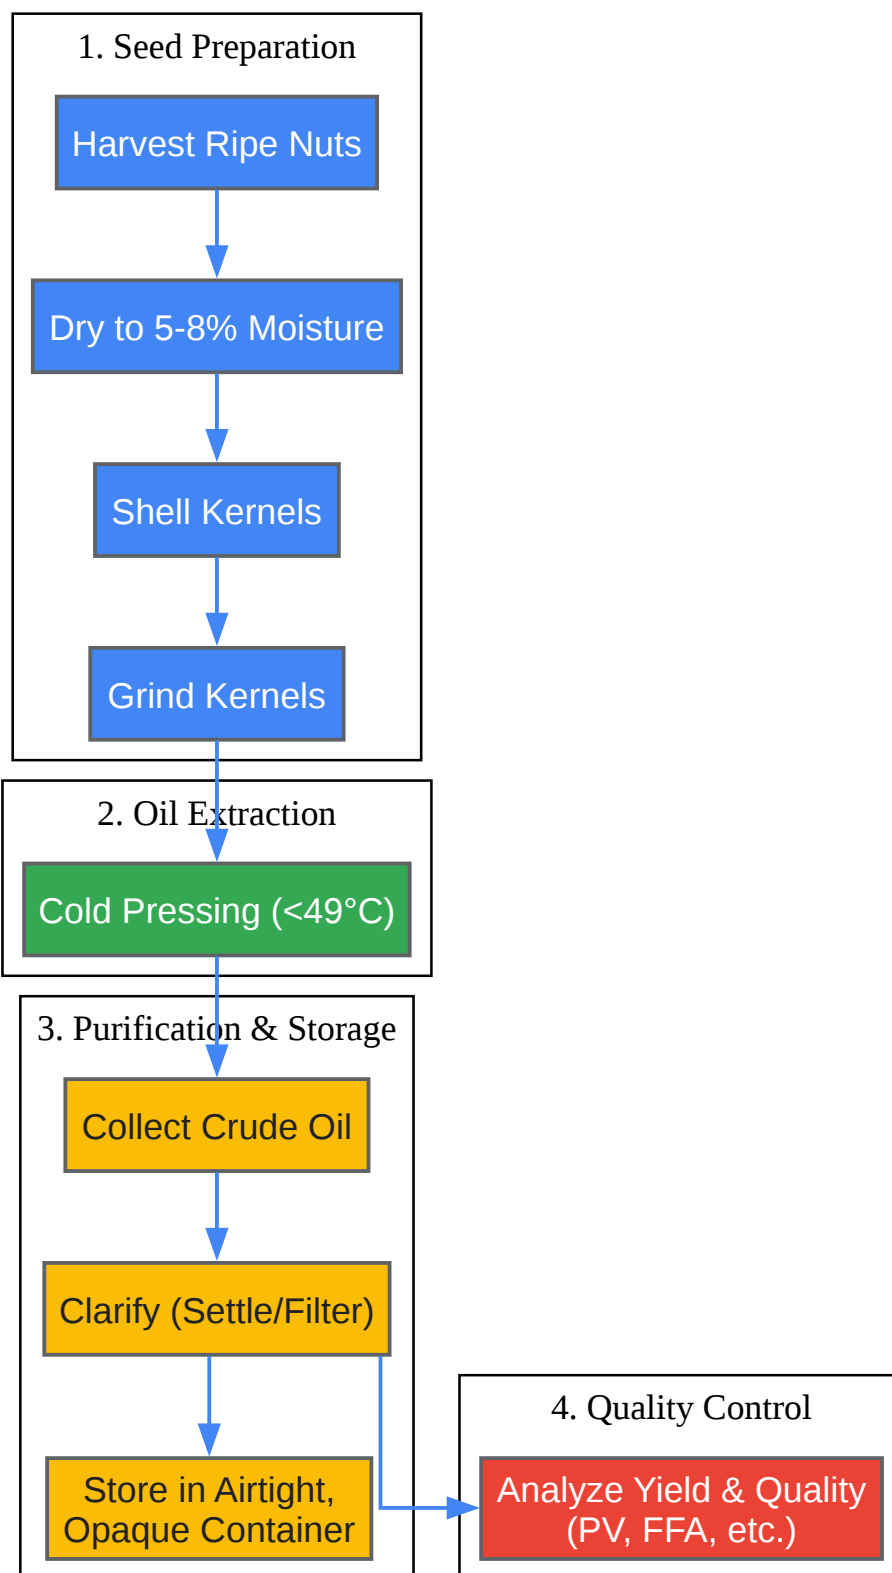 1. Seed Preparation
Harvest Ripe Nuts
Dry to 5-8% Moisture
Shell Kernels
Grind Kernels
2. Oil Extraction
Cold Pressing (<49°C)
3. Purification & Storage
Collect Crude Oil
Clarify (Settle/Filter)
Store in Airtight,
Opaque Container
4. Quality Control
Analyze Yield & Quality
(PV, FFA, etc.)